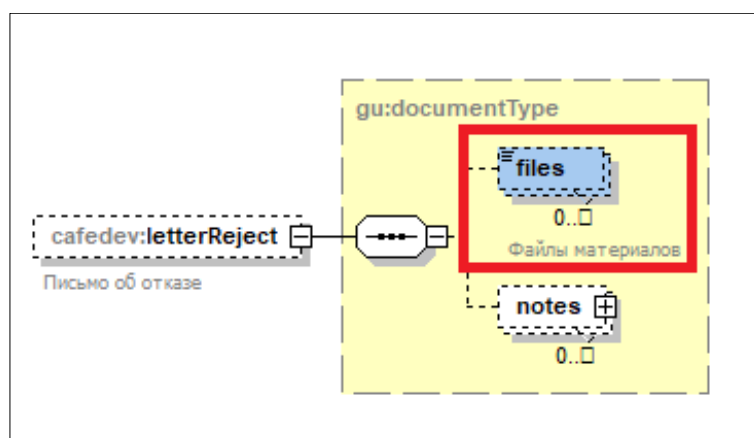 gu:documentType
files
0..□
Файлы материалов
cafedev:letterReject
Письмо об отказе
notes
0..□